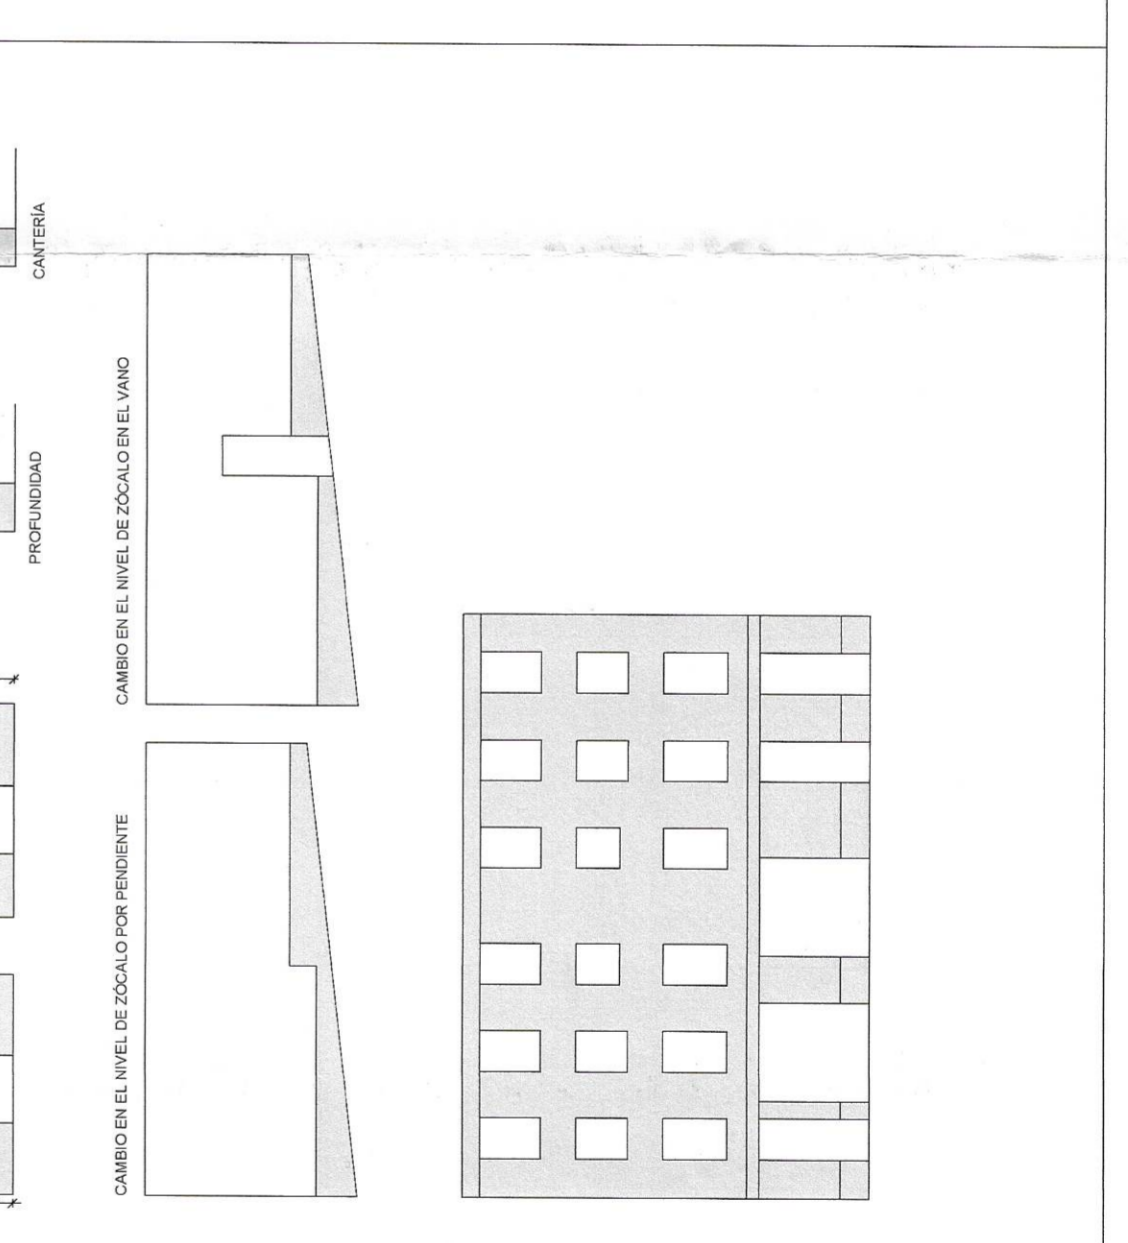 CANTERÍA
PROFUNDIDAD
CAMBIO EN EL NIVEL DE ZÓCALO EN EL VANO
CAMBIO EN EL NIVEL DE ZÓCALO POR PENDIENTE